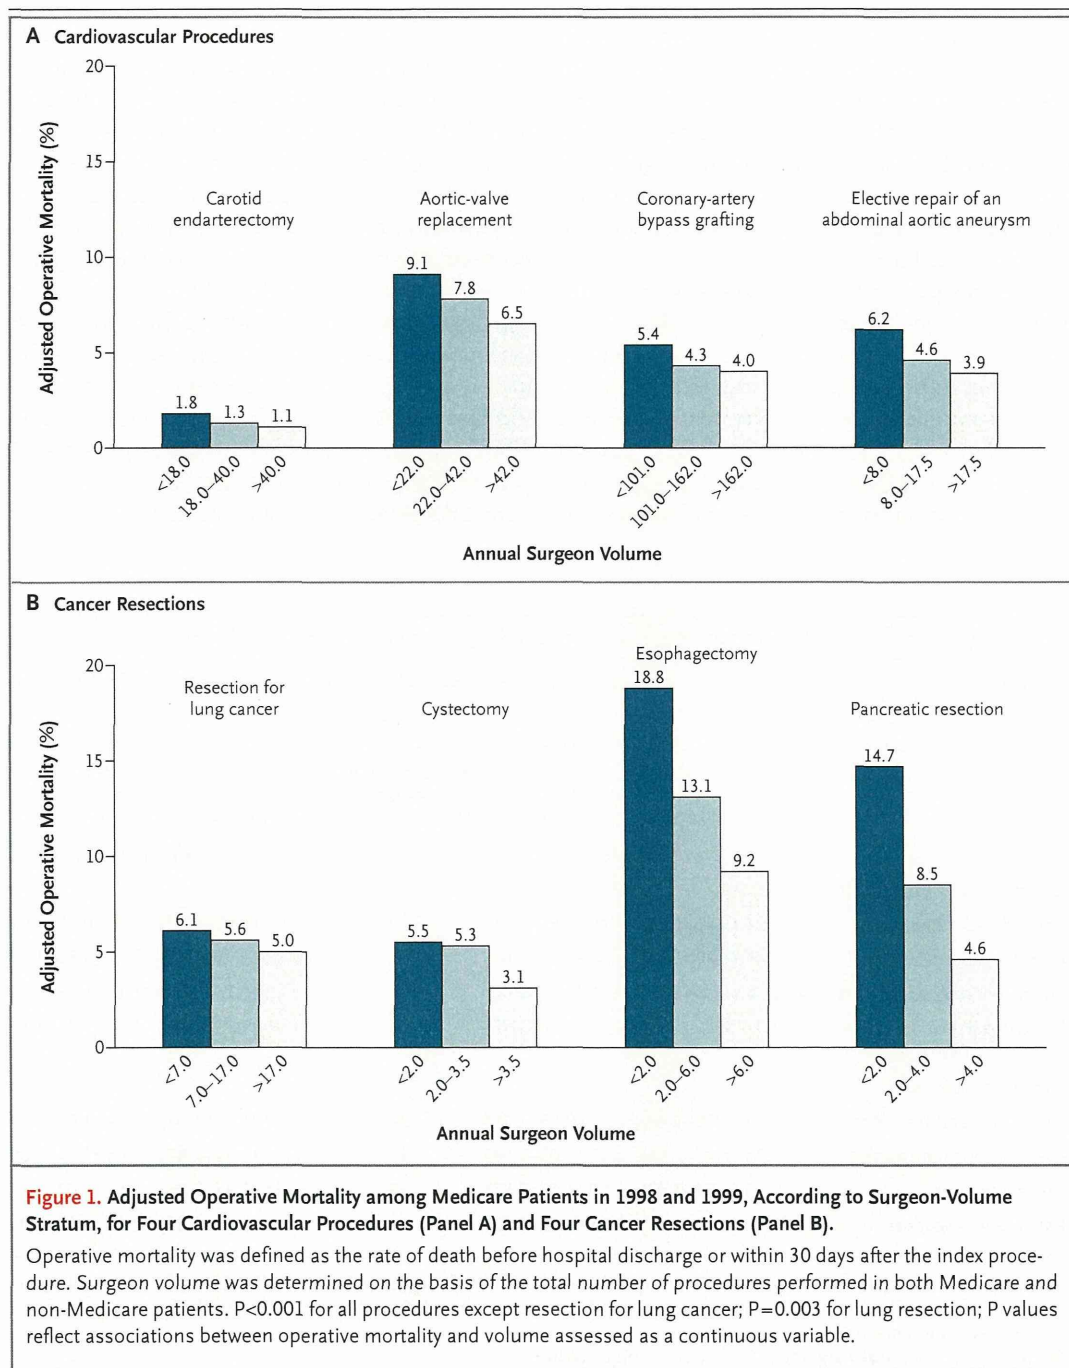 A Cardiovascular Procedures
Adjusted Operative Mortality (%)
20
15
10
5
0
Carotid
endarterectomy
1.8
1.3
1.1
<18.0
18.0–40.0
>40.0
Aortic-valve
replacement
9.1
7.8
6.5
<22.0
22.0–42.0
>42.0
Coronary-artery
bypass grafting
5.4
4.3
4.0
<101.0
101.0–162.0
>162.0
Elective repair of an
abdominal aortic aneurysm
6.2
4.6
3.9
<8.0
8.0–17.5
>17.5
Annual Surgeon Volume
B Cancer Resections
Adjusted Operative Mortality (%)
20
15
10
5
0
Resection for
lung cancer
6.1
5.6
5.0
<7.0
7.0–17.0
>17.0
Cystectomy
5.5
5.3
3.1
<2.0
2.0–3.5
>3.5
Esophagectomy
18.8
13.1
9.2
<2.0
2.0–6.0
>6.0
Pancreatic resection
14.7
8.5
4.6
<2.0
2.0–4.0
>4.0
Annual Surgeon Volume
Figure 1. Adjusted Operative Mortality among Medicare Patients in 1998 and 1999, According to Surgeon-Volume
Stratum, for Four Cardiovascular Procedures (Panel A) and Four Cancer Resections (Panel B).
Operative mortality was defined as the rate of death before hospital discharge or within 30 days after the index proce-
dure. Surgeon volume was determined on the basis of the total number of procedures performed in both Medicare and
non-Medicare patients. P<0.001 for all procedures except resection for lung cancer; P=0.003 for lung resection; P values
reflect associations between operative mortality and volume assessed as a continuous variable.